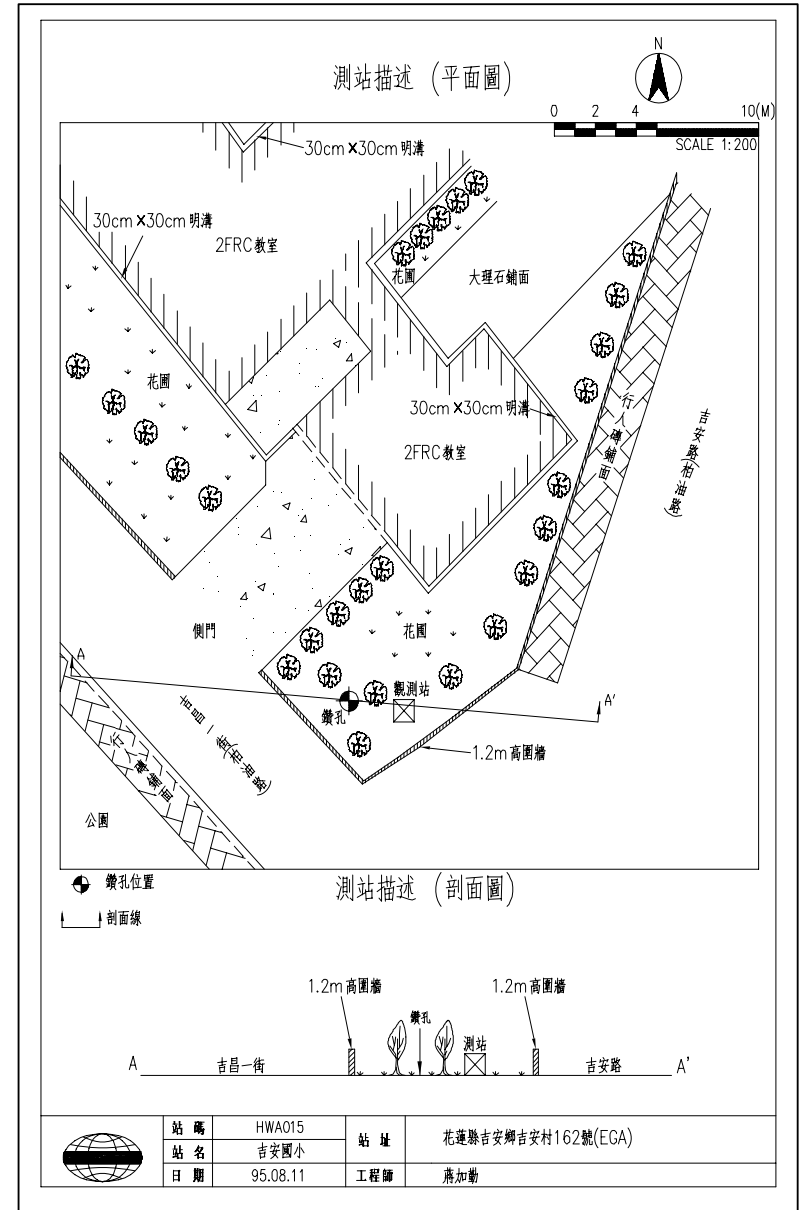 測站描述 (平面圖)
N
0 2 4 10(M)
SCALE 1:200
30cm×30cm明溝
30cm×30cm明溝
2FRC教室
花圃
大理石鋪面
花圃
30cm×30cm明溝
2FRC教室
行人磚鋪面
吉安路(柏油路)
側門
花圃
A
觀測站
A'
鑽孔
吉昌一街(柏油路)
1.2m高圍牆
行人磚鋪面
公園
鑽孔位置
剖面線
測站描述 (剖面圖)
1.2m高圍牆
1.2m高圍牆
鑽孔
測站
A
吉昌一街
吉安路
A'
站碼 HWA015
站址 花蓮縣吉安鄉吉安村162號(EGA)
站名 吉安國小
日期 95.08.11
工程師 蔣加勤